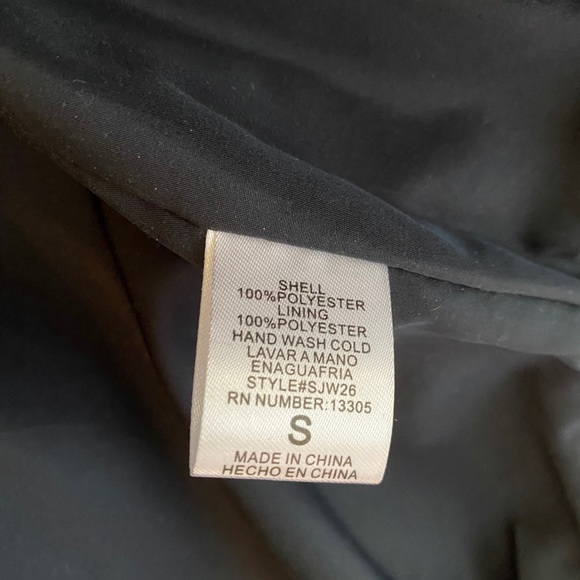 SHELL
100%POLYESTER
LINING
100%POLYESTER
HAND WASH COLD
LAVAR A MANO
ENAGUAFRIA
STYLE#SJW26
RN NUMBER:13305
S
MADE IN CHINA
HECHO EN CHINA